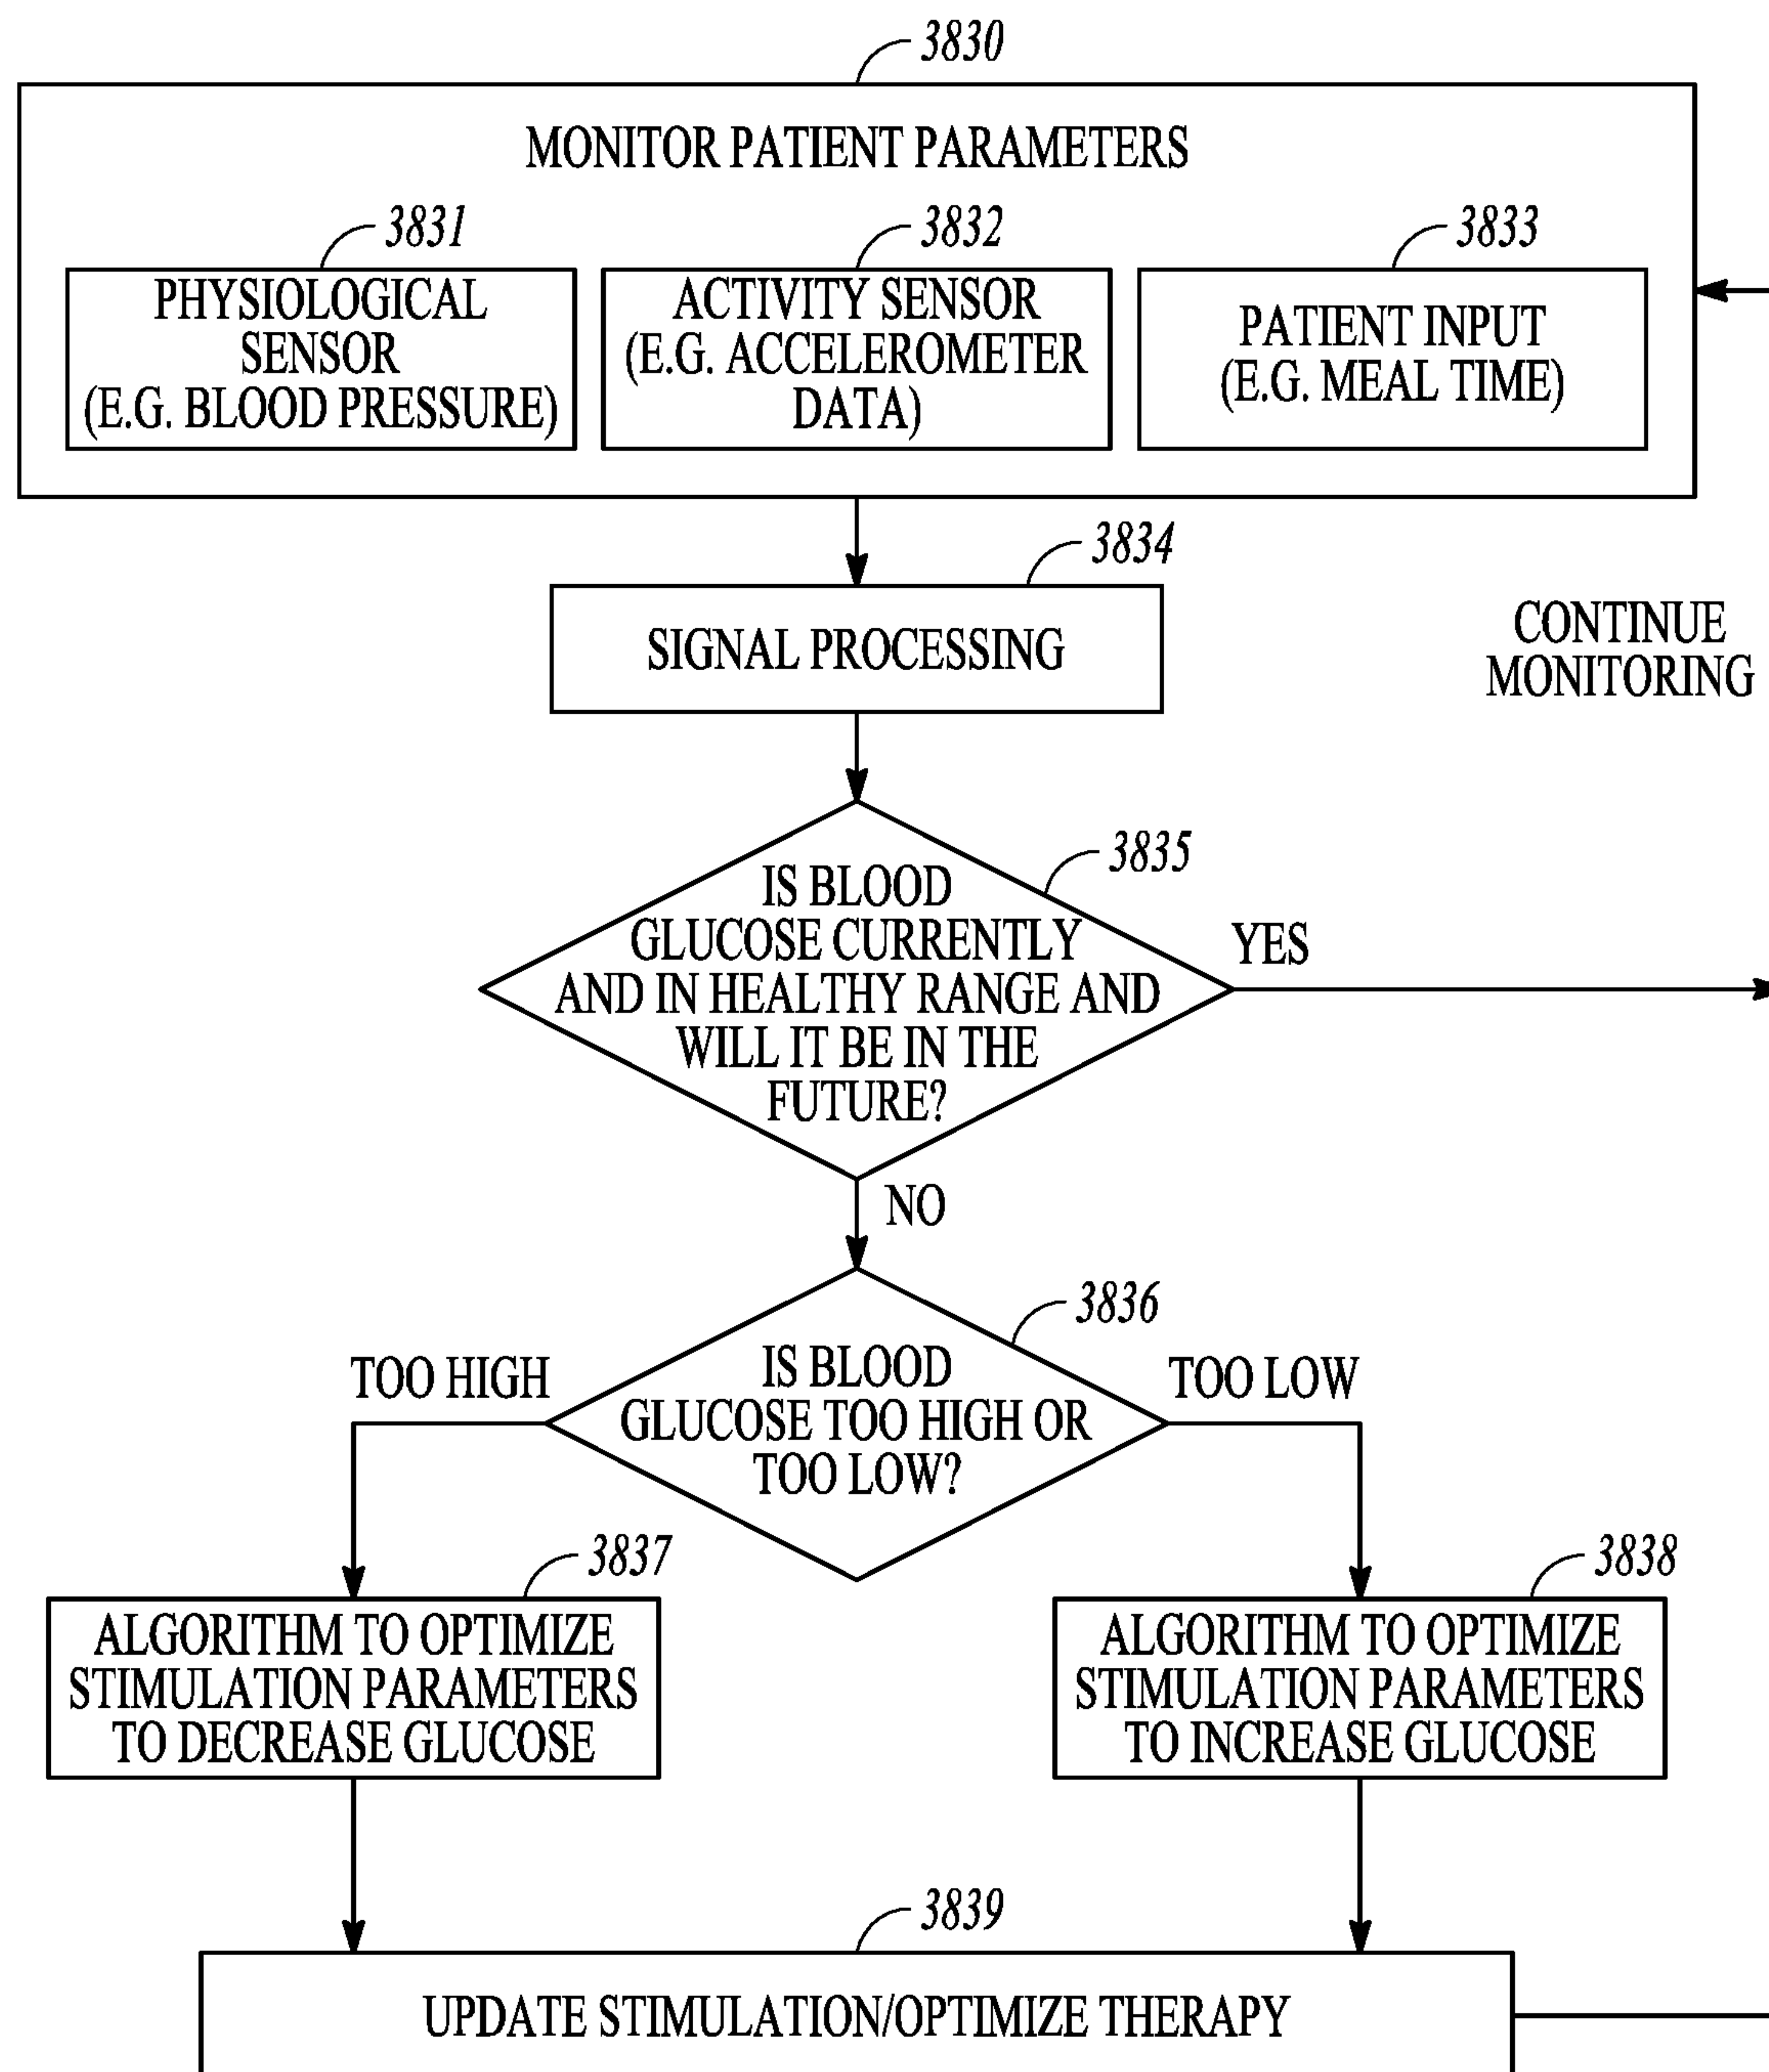 3830
MONITOR PATIENT PARAMETERS
3831
PHYSIOLOGICAL
SENSOR
(E.G. BLOOD PRESSURE)
3832
ACTIVITY SENSOR
(E.G. ACCELEROMETER
DATA)
3833
PATIENT INPUT
(E.G. MEAL TIME)
3834
SIGNAL PROCESSING
CONTINUE
MONITORING
3835
IS BLOOD
GLUCOSE CURRENTLY
AND IN HEALTHY RANGE AND
WILL IT BE IN THE
FUTURE?
YES
NO
3836
IS BLOOD
GLUCOSE TOO HIGH OR
TOO LOW?
TOO HIGH
TOO LOW
3837
ALGORITHM TO OPTIMIZE
STIMULATION PARAMETERS
TO DECREASE GLUCOSE
3838
ALGORITHM TO OPTIMIZE
STIMULATION PARAMETERS
TO INCREASE GLUCOSE
3839
UPDATE STIMULATION/OPTIMIZE THERAPY